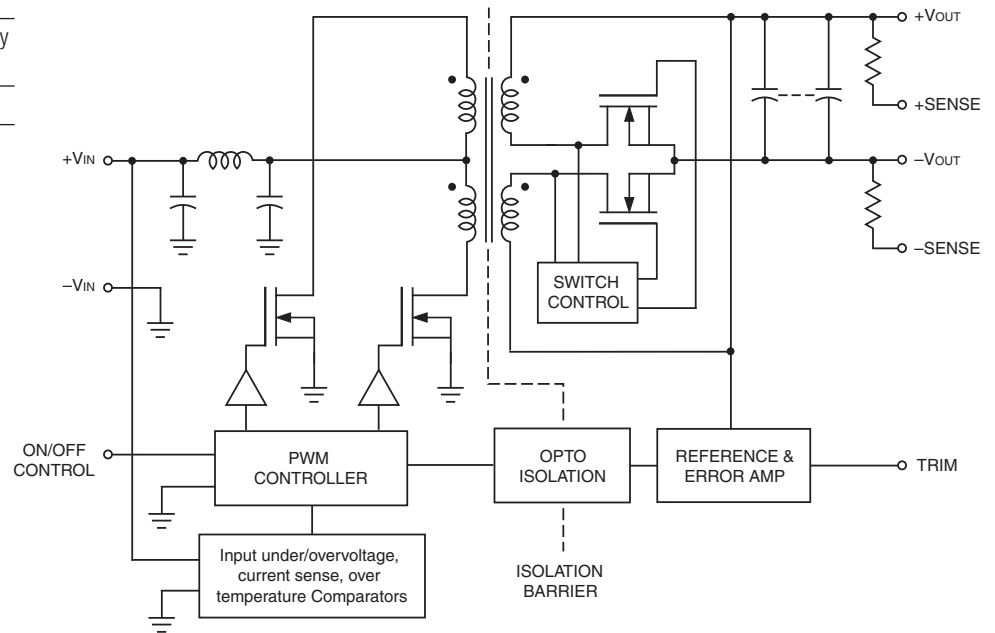 y
+VOUT
+SENSE
+VIN
–VOUT
–SENSE
–VIN
SWITCH
CONTROL
ON/OFF
CONTROL
PWM
CONTROLLER
OPTO
ISOLATION
REFERENCE &
ERROR AMP
TRIM
Input under/overvoltage,
current sense, over
temperature Comparators
ISOLATION
BARRIER